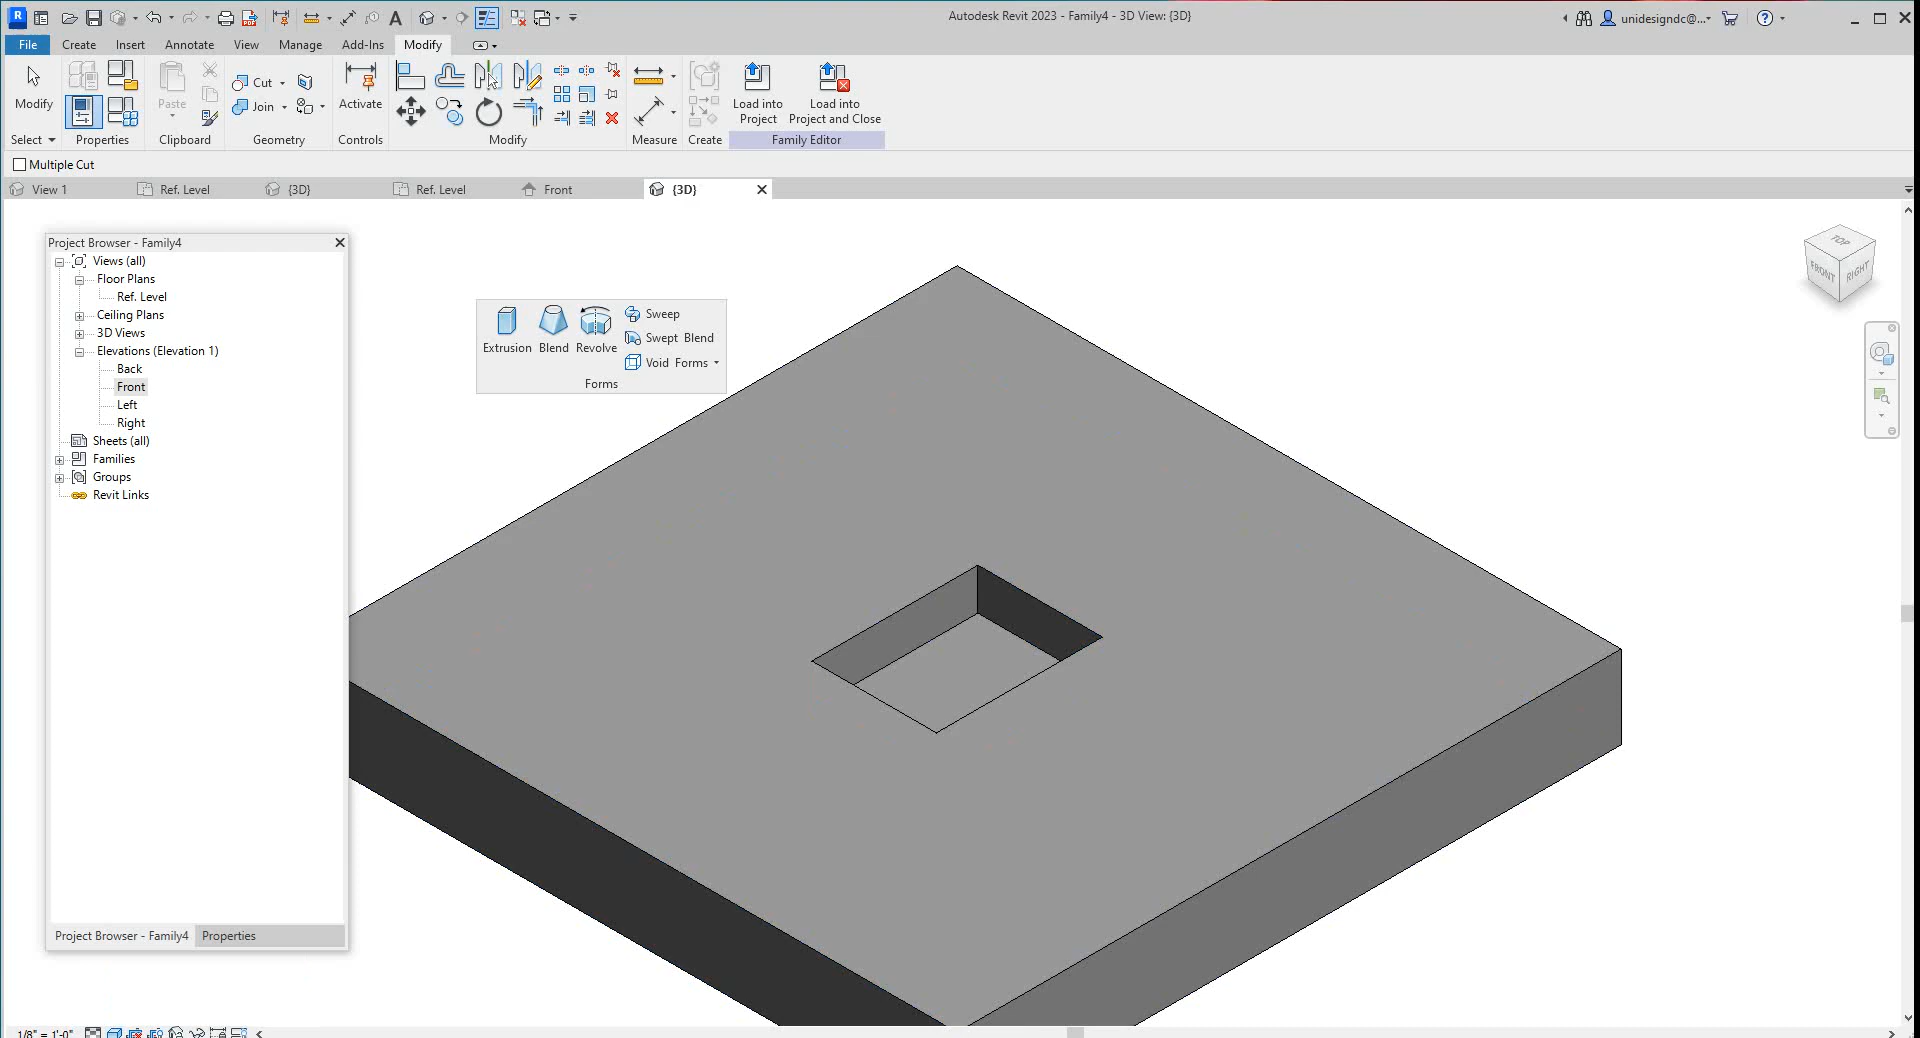 R
Autodesk Revit 2023 - Family4 - 3D View: {3D}
unidesigndc@...
File Create Insert Annotate View Manage Add-Ins Modify
Modify
Paste
Cut
Join
Activate
Load into
Project
Load into
Project and Close
Select Properties Clipboard Geometry Controls Modify Measure Create Family Editor
Multiple Cut
View 1 Ref. Level {3D} Ref. Level Front {3D}
Project Browser - Family4
Views (all)
Floor Plans
Ref. Level
Ceiling Plans
3D Views
Elevations (Elevation 1)
Back
Front
Left
Right
Sheets (all)
Families
Groups
Revit Links
Project Browser - Family4 Properties
Extrusion Blend Revolve
Sweep
Swept Blend
Void Forms
Forms
TOP
FRONT RIGHT
1/8" = 1'-0"